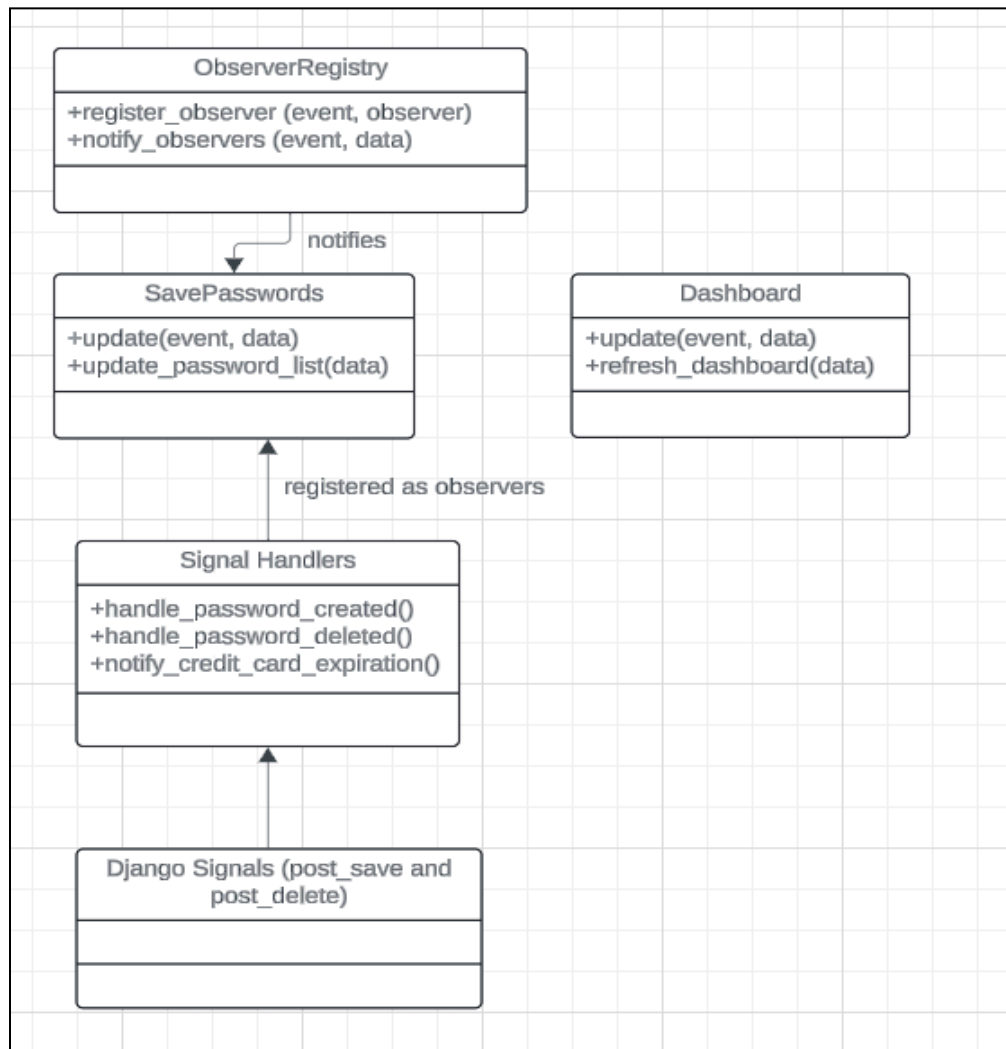 ObserverRegistry
+register_observer (event, observer)
+notify_observers (event, data)
notifies
SavePasswords
+update(event, data)
+update_password_list(data)
Dashboard
+update(event, data)
+refresh_dashboard(data)
registered as observers
Signal Handlers
+handle_password_created()
+handle_password_deleted()
+notify_credit_card_expiration()
Django Signals (post_save and
post_delete)